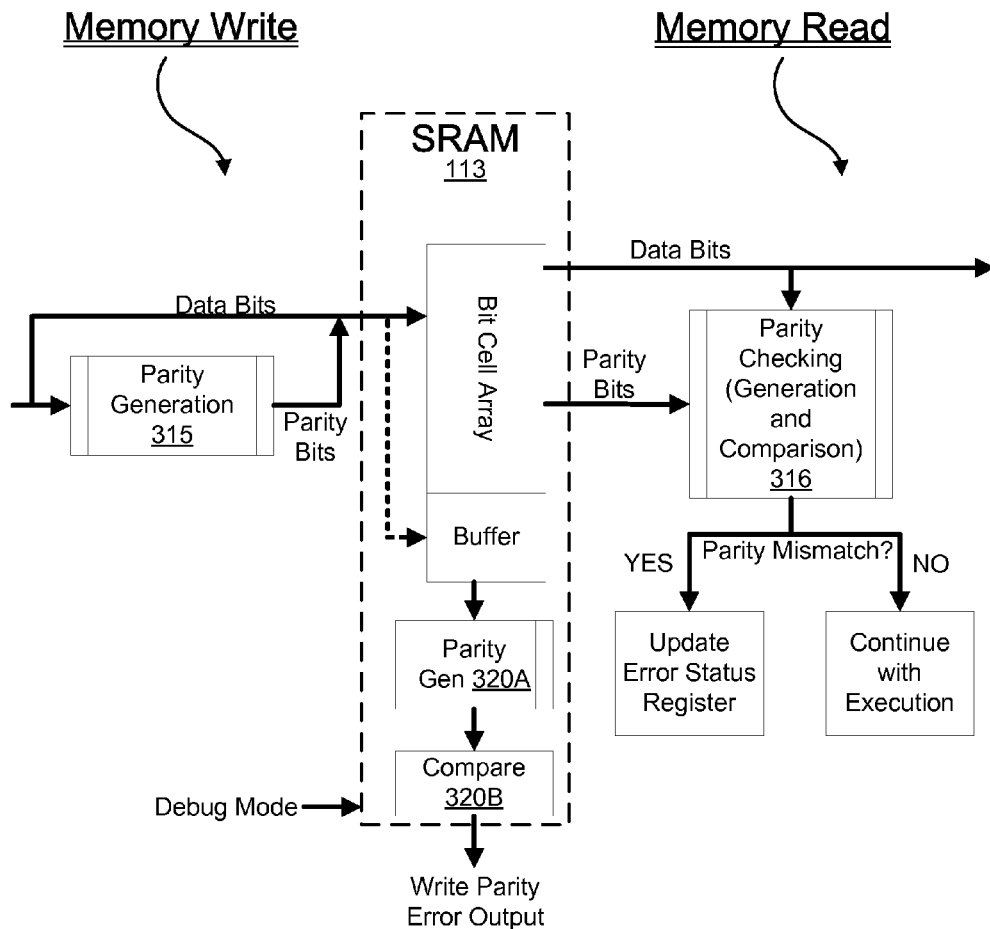 Memory Write
Memory Read
SRAM
113
Data Bits
Parity
Generation
315
Parity
Bits
Bit Cell Array
Buffer
Parity
Gen 320A
Compare
320B
Debug Mode
Write Parity
Error Output
Data Bits
Parity
Bits
Parity
Checking
(Generation
and
Comparison)
316
Parity Mismatch?
YES
NO
Update
Error Status
Register
Continue
with
Execution